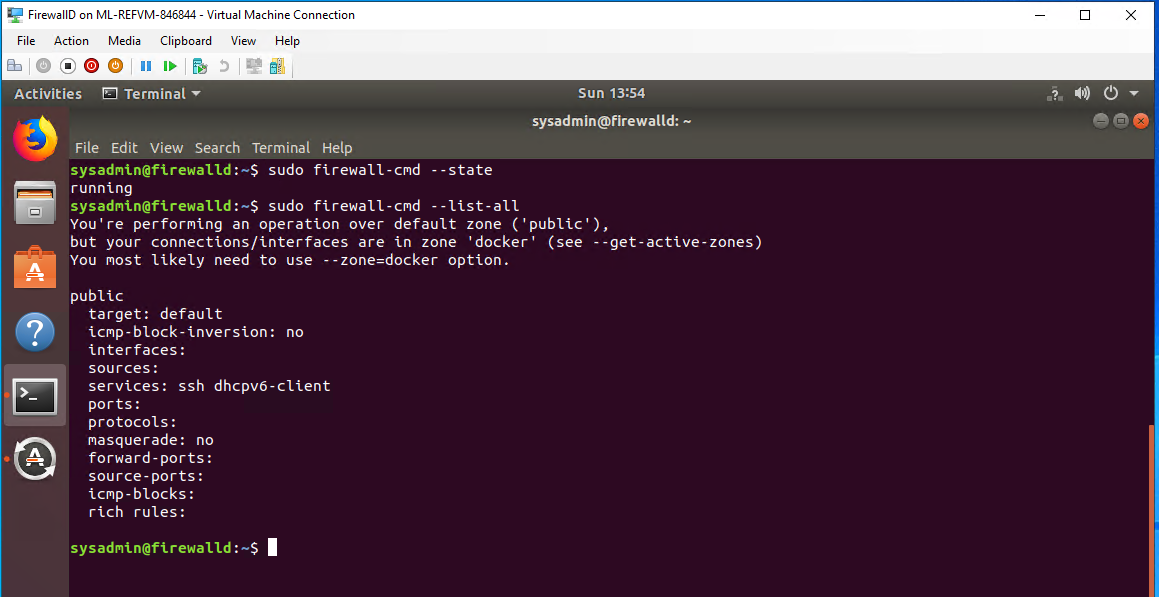 FirewallD on ML-REFVM-846844 - Virtual Machine Connection
File Action Media Clipboard View Help
Activities Terminal Sun 13:54
sysadmin@firewalld: ~
File Edit View Search Terminal Help
sysadmin@firewalld:~$ sudo firewall-cmd --state
running
sysadmin@firewalld:~$ sudo firewall-cmd --list-all
You're performing an operation over default zone ('public'),
but your connections/interfaces are in zone 'docker' (see --get-active-zones)
You most likely need to use --zone=docker option.
public
target: default
icmp-block-inversion: no
interfaces:
sources:
services: ssh dhcpv6-client
ports:
protocols:
masquerade: no
forward-ports:
source-ports:
icmp-blocks:
rich rules:
sysadmin@firewalld:~$